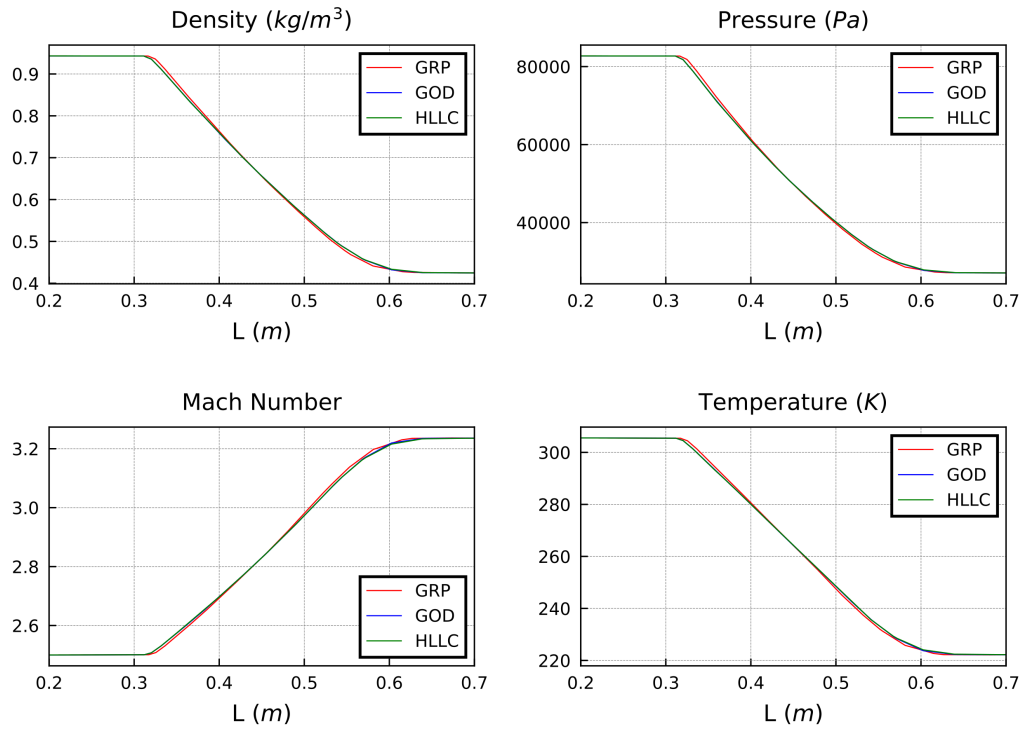 Density (kg/m³)
0.9
0.8
0.7
0.6
0.5
0.4
0.2 0.3 0.4 0.5 0.6 0.7
L (m)
GRP
GOD
HLLC
Pressure (Pa)
80000
60000
40000
0.2 0.3 0.4 0.5 0.6 0.7
L (m)
GRP
GOD
HLLC
Mach Number
3.2
3.0
2.8
2.6
0.2 0.3 0.4 0.5 0.6 0.7
L (m)
GRP
GOD
HLLC
Temperature (K)
300
280
260
240
220
0.2 0.3 0.4 0.5 0.6 0.7
L (m)
GRP
GOD
HLLC